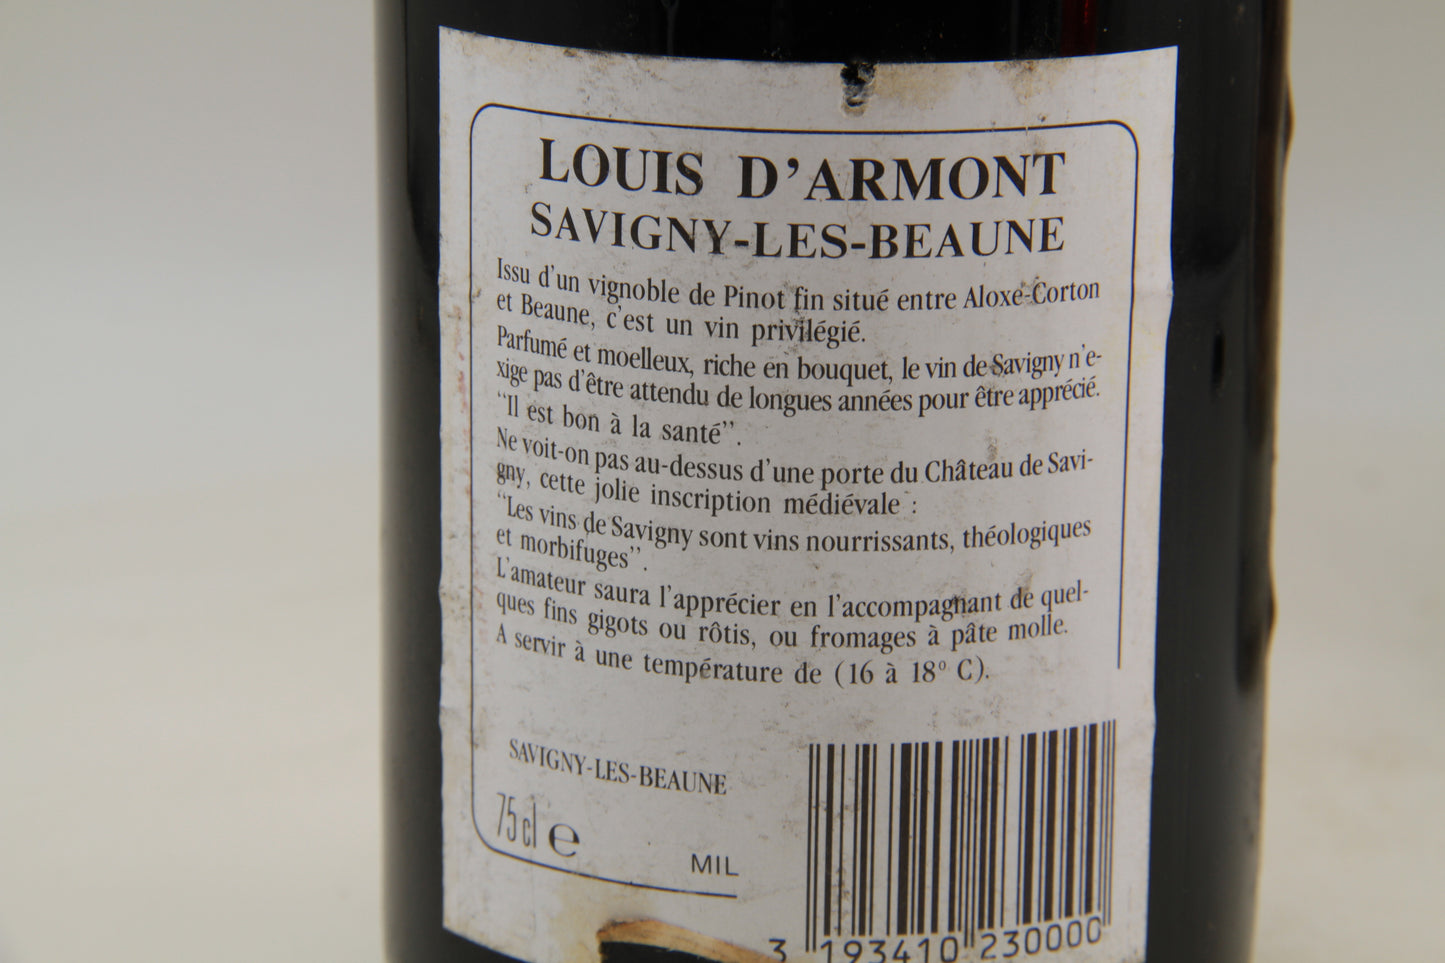 LOUIS D'ARMONT
SAVIGNY-LES-BEAUNE
Issu d'un vignoble de Pinot fin situé entre Aloxe-Corton
et Beaune, c'est un vin privilégié.
Parfumé et moelleux, riche en bouquet, le vin de Savigny n'e-
xige pas d'être attendu de longues années pour être apprécié.
"Il est bon à la santé".
Ne voit-on pas au-dessus d'une porte du Château de Savi-
gny, cette jolie inscription médiévale :
"Les vins de Savigny sont vins nourrissants, théologiques
et morbifuges".
L'amateur saura l'apprécier en l'accompagnant de quel-
ques fins gigots ou rôtis, ou fromages à pâte molle.
A servir à une température de (16 à 18° C).
SAVIGNY-LES-BEAUNE
75 cl e
MIL
3 193410 230000